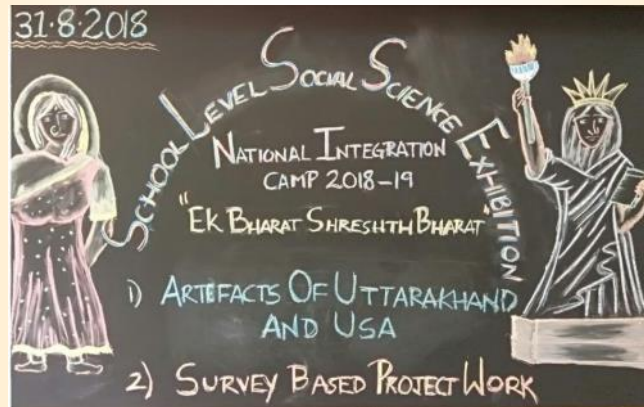 31·8·2018
SCHOOL LEVEL SOCIAL SCIENCE EXHIBITION
NATIONAL INTEGRATION
CAMP 2018-19
"EK BHARAT SHRESHTH BHARAT"
1) ARTEFACTS OF UTTARAKHAND
AND USA
2) SURVEY BASED PROJECT WORK